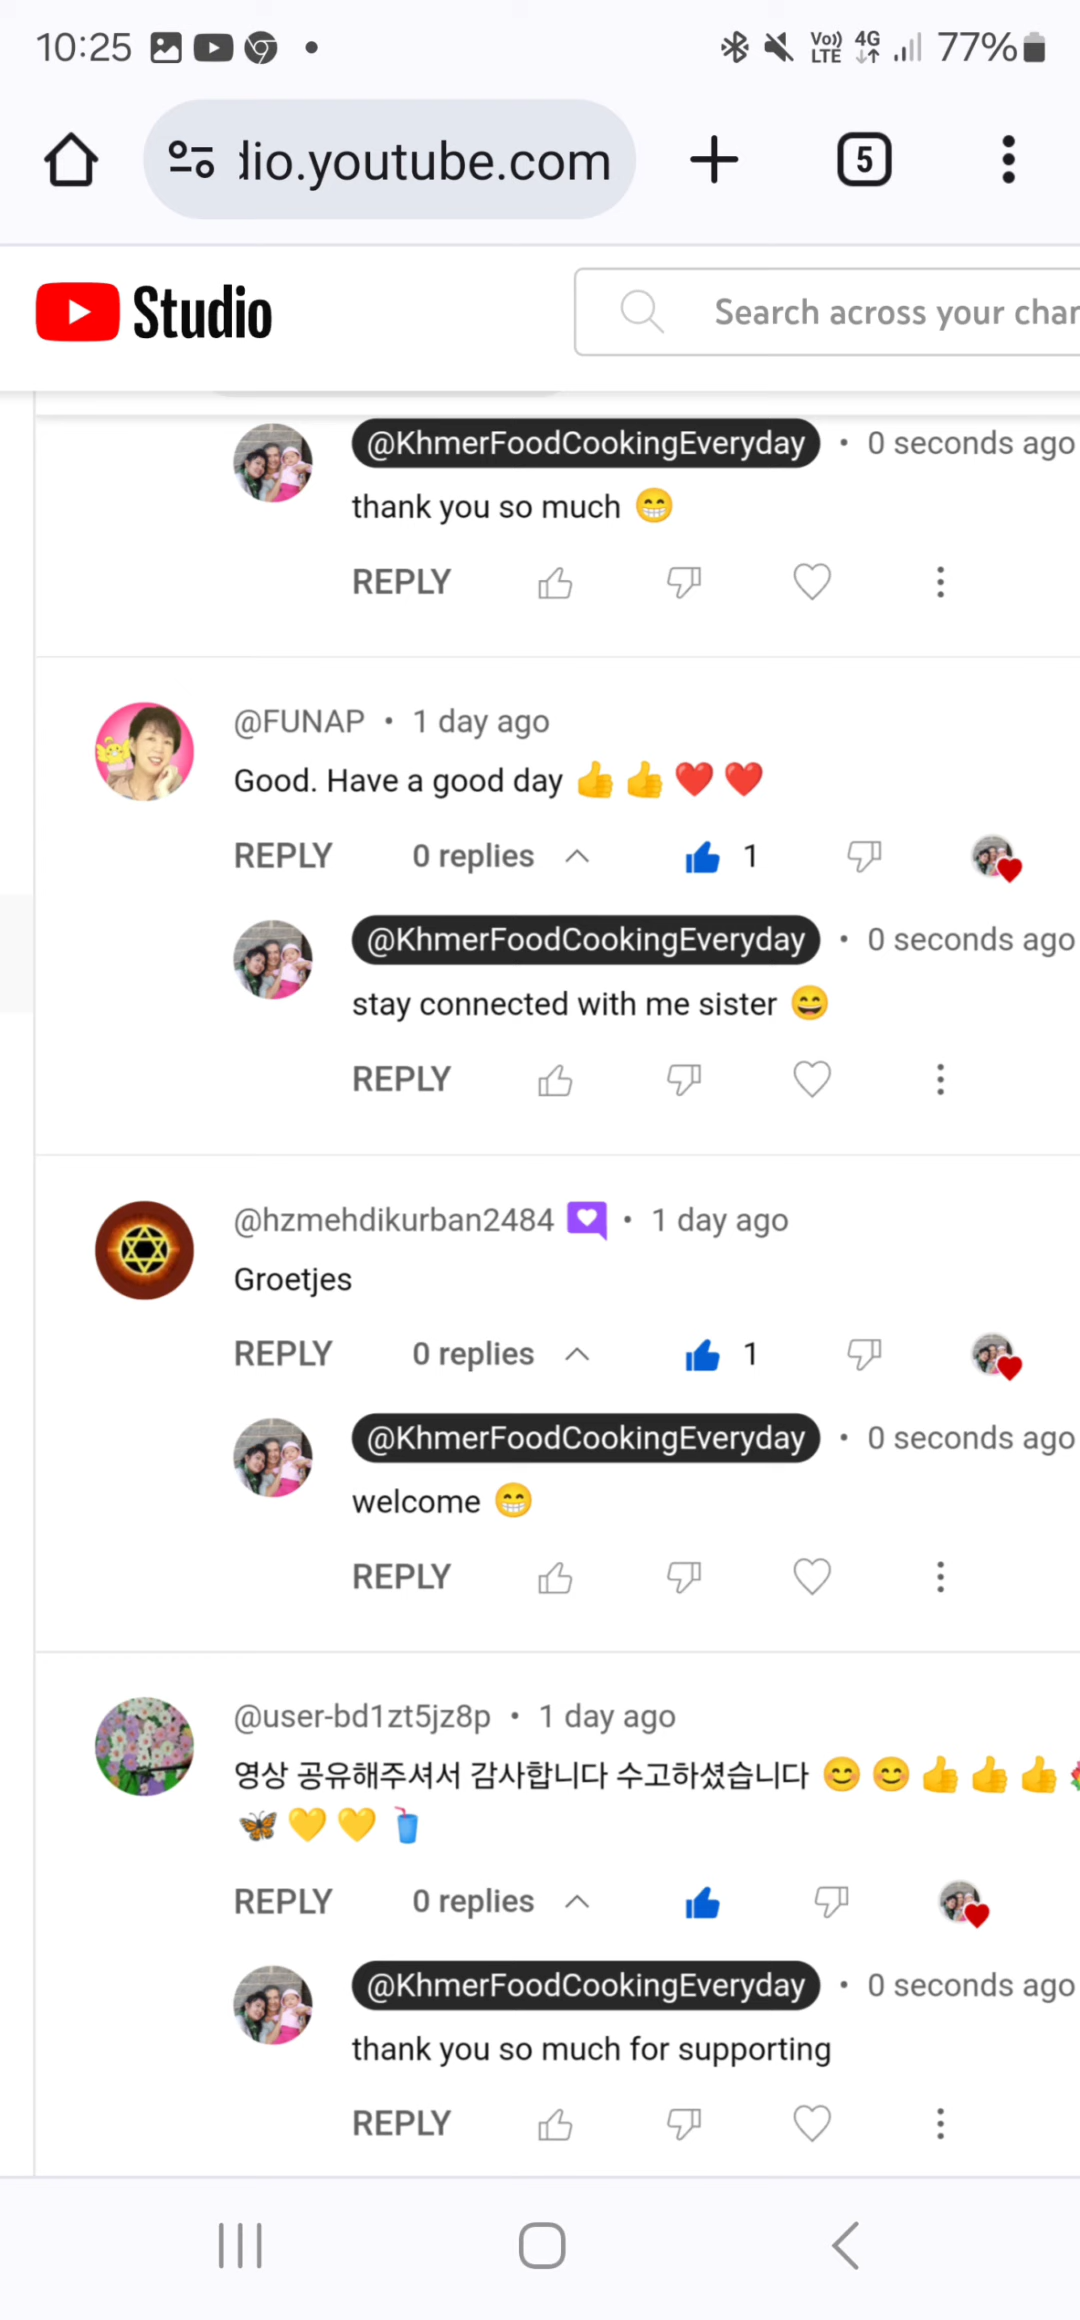 10:25 Vo)) LTE 4G 77%
dio.youtube.com 5
Studio Search across your char
@KhmerFoodCookingEveryday • 0 seconds ago
thank you so much 😁
REPLY
@FUNAP • 1 day ago
Good. Have a good day 👍 👍 ❤️ ❤️
REPLY 0 replies 1
@KhmerFoodCookingEveryday • 0 seconds ago
stay connected with me sister 😄
REPLY
@hzmehdikurban2484 • 1 day ago
Groetjes
REPLY 0 replies 1
@KhmerFoodCookingEveryday • 0 seconds ago
welcome 😁
REPLY
@user-bd1zt5jz8p • 1 day ago
영상 공유해주셔서 감사합니다 수고하셨습니다 😊 😊 👍 👍 👍
🦋 💛 💛 🥤
REPLY 0 replies
@KhmerFoodCookingEveryday • 0 seconds ago
thank you so much for supporting
REPLY